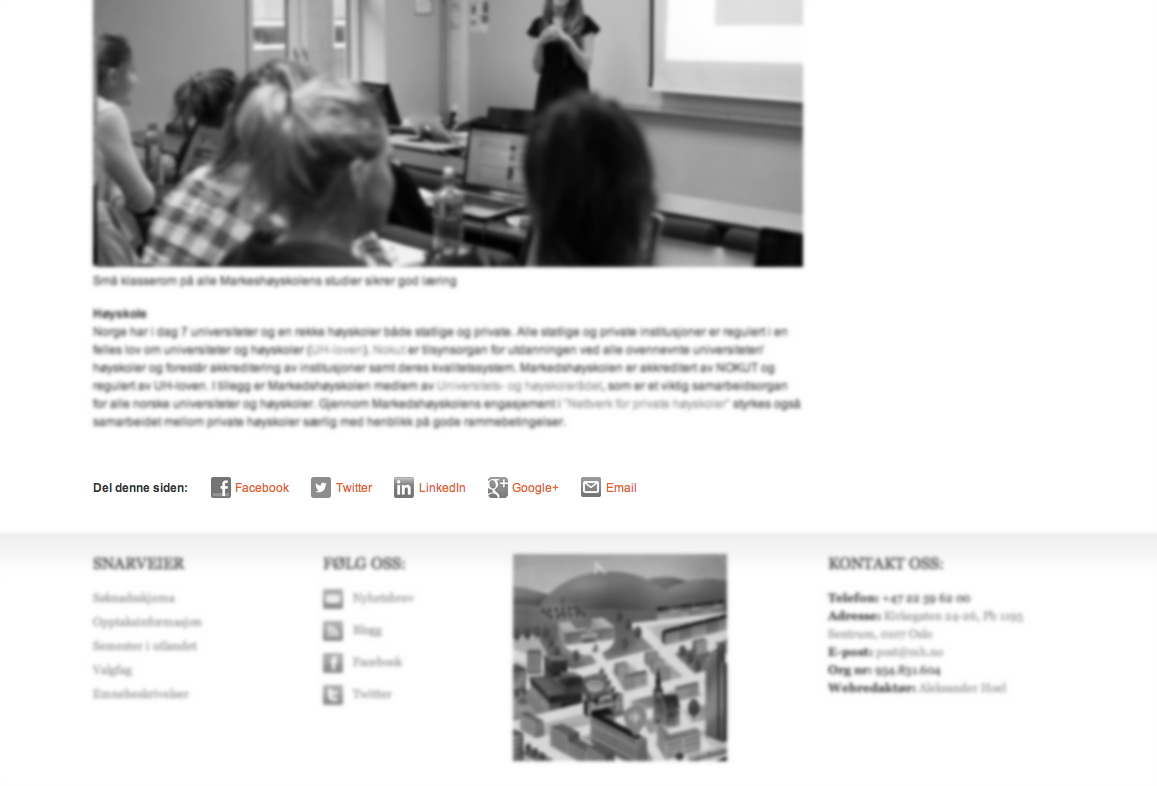 Små klasserom på alle Markeshøyskolens studier sikrer god læring
Høyskole
Norge har i dag 7 universiteter og en rekke høyskoler både statlige og private. Alle statlige og private institusjoner er regulert i en
felles lov om universiteter og høyskoler (UH-loven). Nokut er tilsynsorgan for utdanningen ved alle ovennevnte universiteter/
høyskoler og forestår akkreditering av institusjoner samt deres kvalitetssystem. Markedshøyskolen er akkreditert av NOKUT og
regulert av UH-loven. I tillegg er Markedshøyskolen medlem av Universitets- og høyskolerådet, som er et viktig samarbeidsorgan
for alle norske universiteter og høyskoler. Gjennom Markedshøyskolens engasjement i "Nettverk for private høyskoler" styrkes også
samarbeidet mellom private høyskoler særlig med henblikk på gode rammebetingelser.
Del denne siden: Facebook Twitter LinkedIn Google+ Email
SNARVEIER
Søknadsskjema
Opptaksinformasjon
Semester i utlandet
Valgfag
Emnebeskrivelser
FØLG OSS:
Nyhetsbrev
Blogg
Facebook
Twitter
KONTAKT OSS:
Telefon: +47 22 59 62 00
Adresse: Kirkegaten 24-26, Pb 1195
Sentrum, 0107 Oslo
E-post: post@mh.no
Org nr: 954.831.604
Webredaktør: Aleksander Hoel